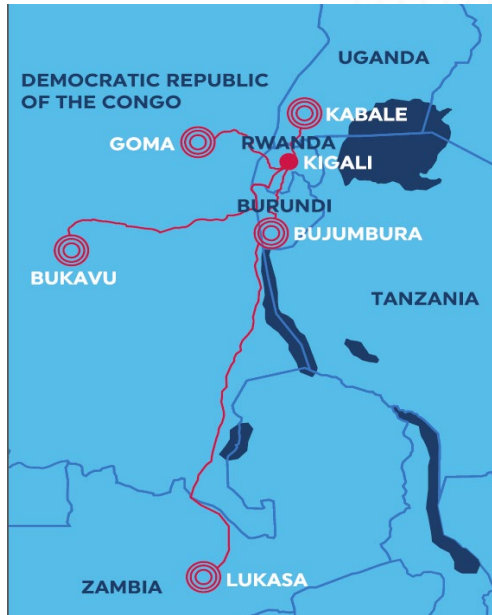 UGANDA
DEMOCRATIC REPUBLIC
OF THE CONGO
KABALE
GOMA
RWANDA
KIGALI
BURUNDI
BUJUMBURA
BUKAVU
TANZANIA
ZAMBIA
LUKASA